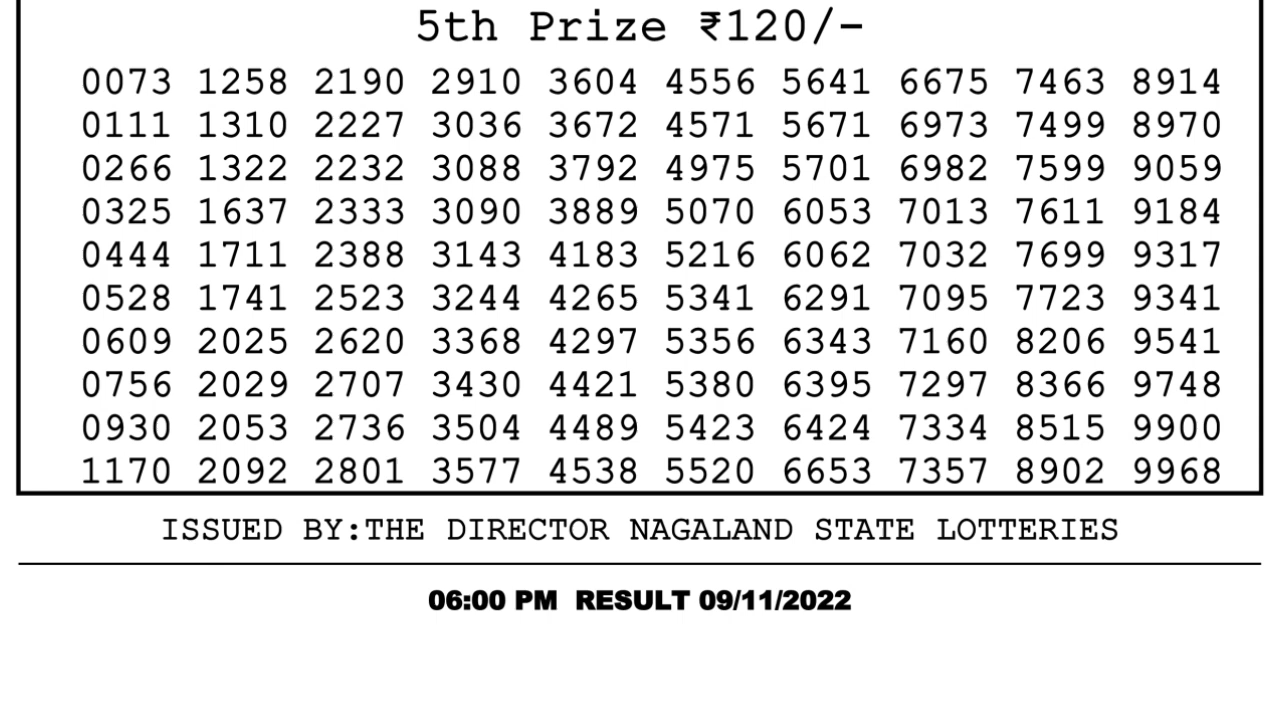 5th Prize ₹120/-
0073 1258 2190 2910 3604 4556 5641 6675 7463 8914
0111 1310 2227 3036 3672 4571 5671 6973 7499 8970
0266 1322 2232 3088 3792 4975 5701 6982 7599 9059
0325 1637 2333 3090 3889 5070 6053 7013 7611 9184
0444 1711 2388 3143 4183 5216 6062 7032 7699 9317
0528 1741 2523 3244 4265 5341 6291 7095 7723 9341
0609 2025 2620 3368 4297 5356 6343 7160 8206 9541
0756 2029 2707 3430 4421 5380 6395 7297 8366 9748
0930 2053 2736 3504 4489 5423 6424 7334 8515 9900
1170 2092 2801 3577 4538 5520 6653 7357 8902 9968
ISSUED BY:THE DIRECTOR NAGALAND STATE LOTTERIES
06:00 PM RESULT 09/11/2022